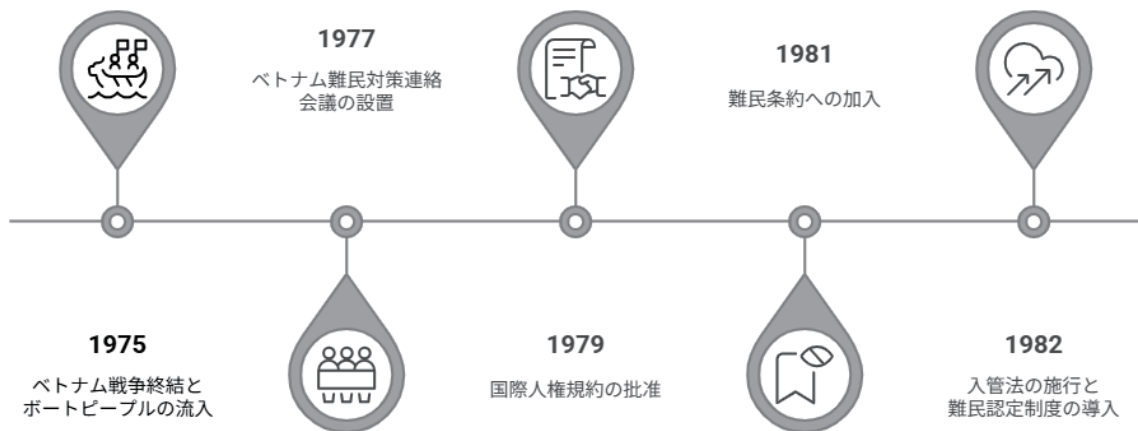 1975
ベトナム戦争終結と
ボートピープルの流入
1977
ベトナム難民対策連絡
会議の設置
1979
国際人権規約の批准
1981
難民条約への加入
1982
入管法の施行と
難民認定制度の導入